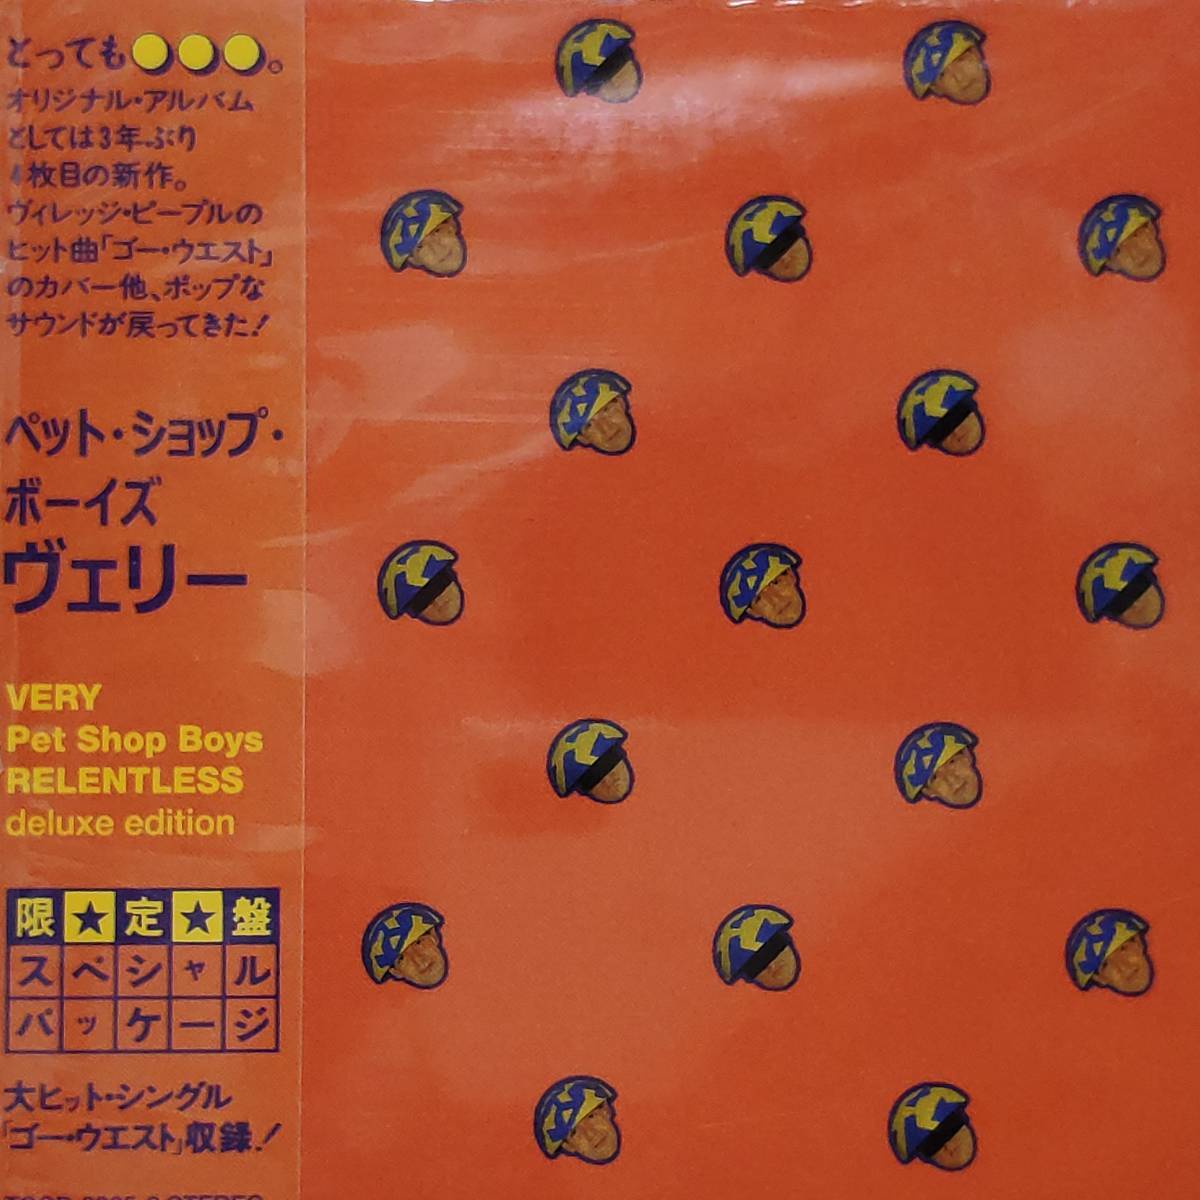 とっても●●●。
オリジナル・アルバム
としては3年ぶり
4枚目の新作。
ヴィレッジ・ピープルの
ヒット曲「ゴー・ウエスト」
のカバー他、ポップな
サウンドが戻ってきた!
ペット・ショップ・
ボーイズ
ヴェリー
VERY
Pet Shop Boys
RELENTLESS
deluxe edition
限★定★盤
スペシャル
パッケージ
大ヒット・シングル
「ゴー・ウエスト」収録!
STEREO